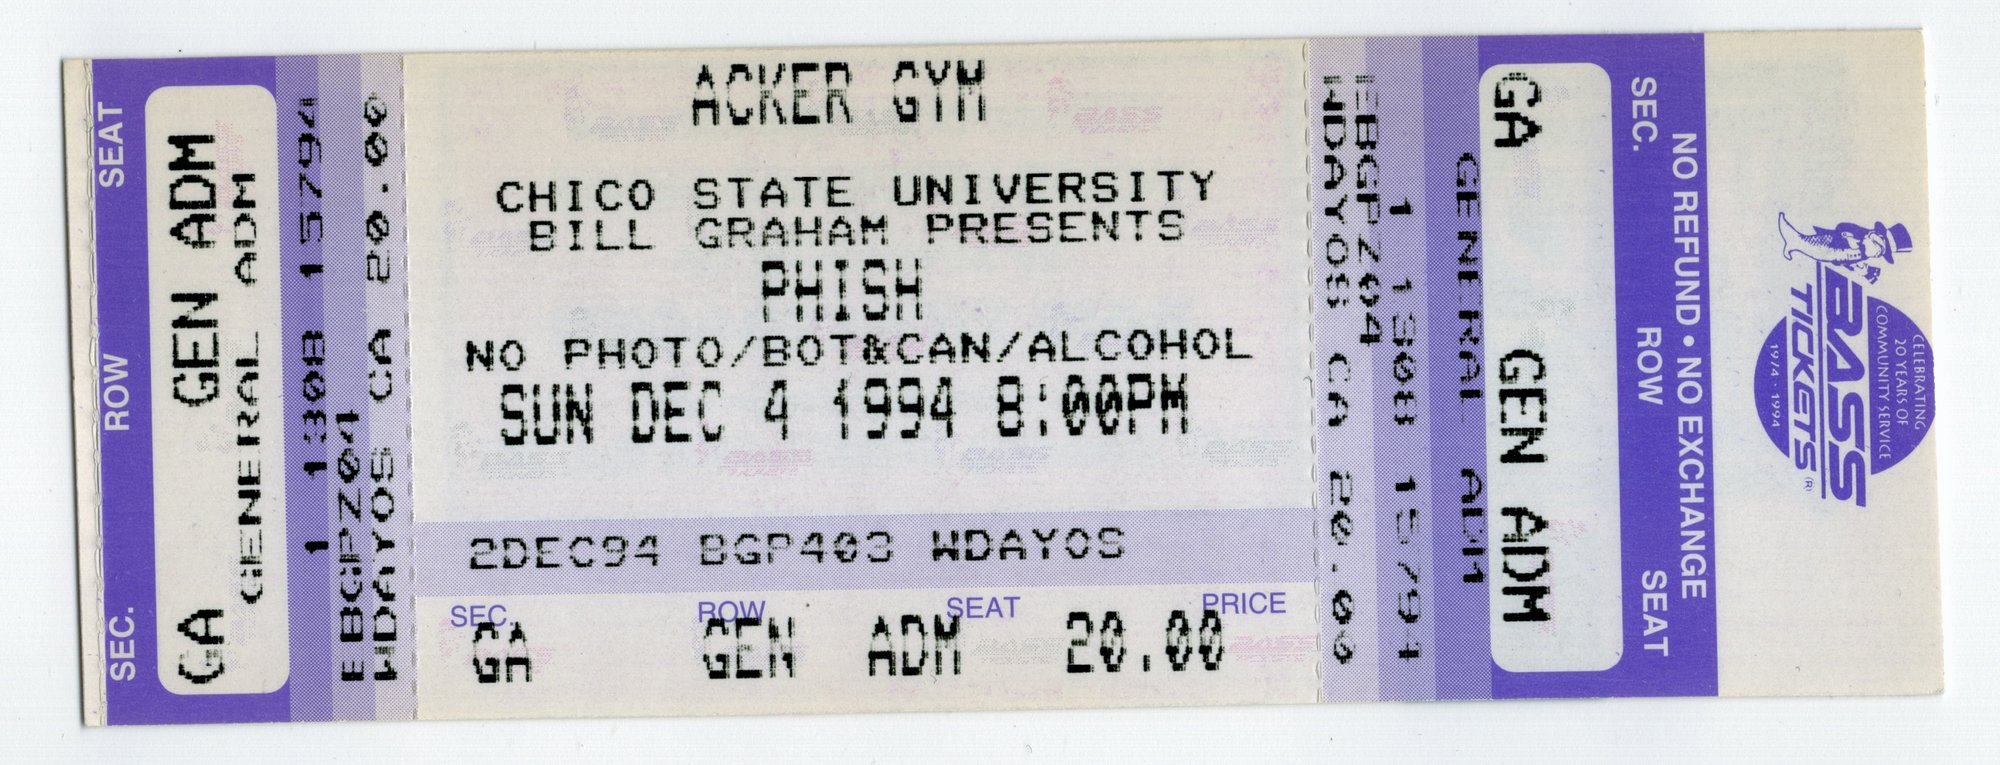 SEAT
ROW
SEC.
GEN ADM
GA
GENERAL ADM
1 1308 15794
EBGPZ04
WDAYOS CA 20.00
ACKER GYM
CHICO STATE UNIVERSITY
BILL GRAHAM PRESENTS
PHISH
NO PHOTO/BOT&CAN/ALCOHOL
SUN DEC 4 1994 8:00PM
2DEC94 BGP403 WDAYOS
SEC. ROW SEAT PRICE
GA GEN ADM 20.00
EBGPZ04
WDAYOS CA 20.00
1 1308 15794
GENERAL ADM
GA GEN ADM
SEC. ROW SEAT
NO REFUND • NO EXCHANGE
BASS
TICKETS (R)
CELEBRATING
20 YEARS OF
COMMUNITY SERVICE
1974 · 1994